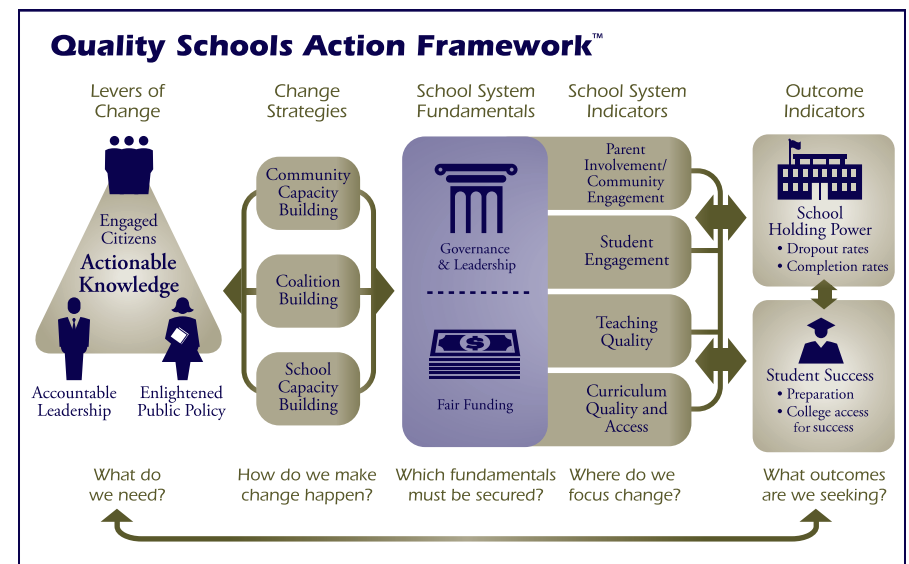 Quality Schools Action Framework™
Levers of
Change
Change
Strategies
School System
Fundamentals
School System
Indicators
Outcome
Indicators
Engaged
Citizens
Actionable
Knowledge
Accountable
Leadership
Enlightened
Public Policy
Community
Capacity
Building
Coalition
Building
School
Capacity
Building
Governance
& Leadership
$
Fair Funding
Parent
Involvement/
Community
Engagement
Student
Engagement
Teaching
Quality
Curriculum
Quality and
Access
School
Holding Power
• Dropout rates
• Completion rates
Student Success
• Preparation
• College access
for success
What do
we need?
How do we make
change happen?
Which fundamentals
must be secured?
Where do we
focus change?
What outcomes
are we seeking?